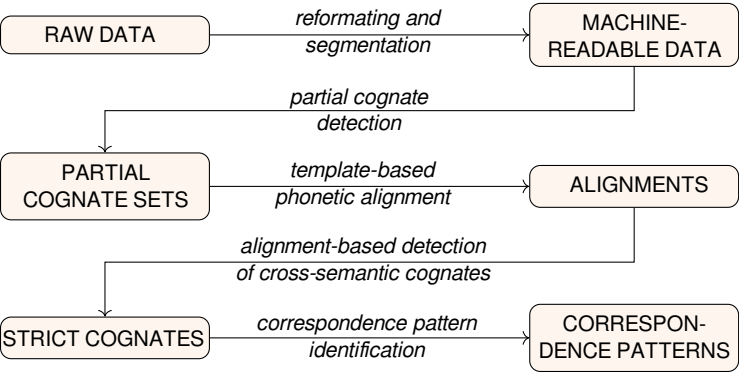 RAW DATA
reformating and
segmentation
MACHINE-
READABLE DATA
partial cognate
detection
PARTIAL
COGNATE SETS
template-based
phonetic alignment
ALIGNMENTS
alignment-based detection
of cross-semantic cognates
STRICT COGNATES
correspondence pattern
identification
CORRESPON-
DENCE PATTERNS